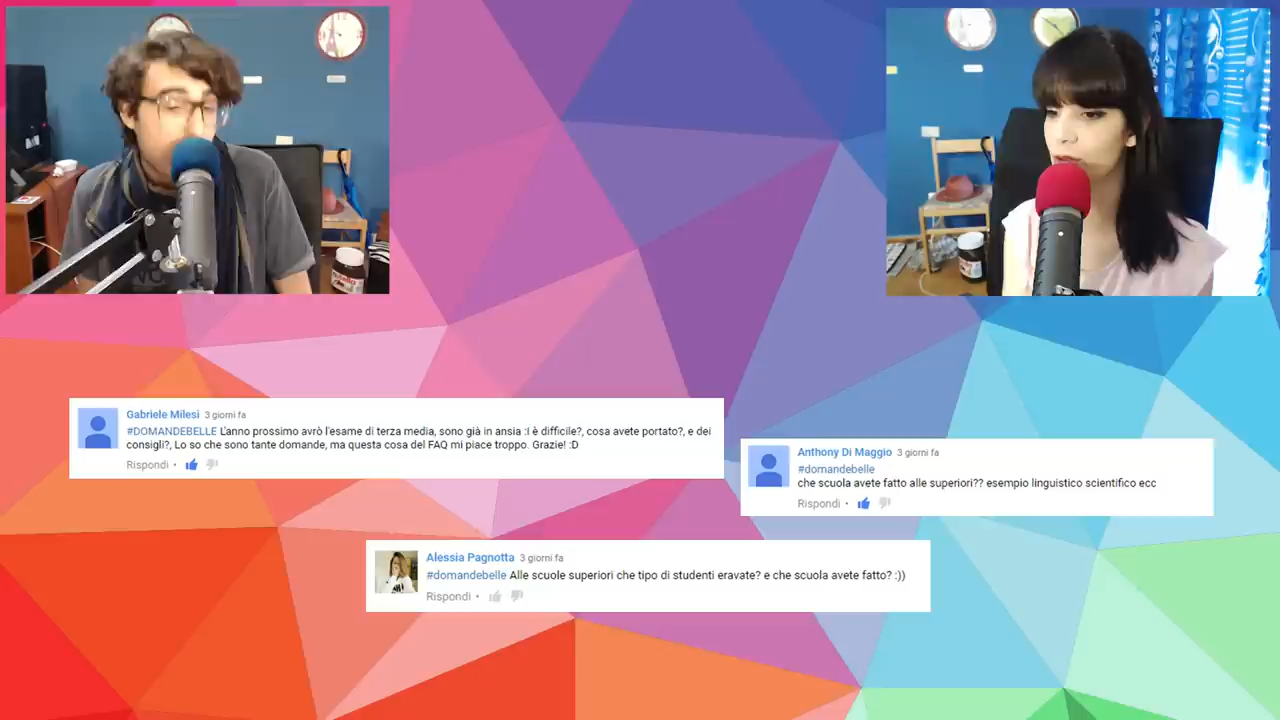 Gabriele Milesi 3 giorni fa
#DOMANDEBELLE L'anno prossimo avrò l'esame di terza media, sono già in ansia :I è difficile?, cosa avete portato?, e dei
consigli?, Lo so che sono tante domande, ma questa cosa del FAQ mi piace troppo. Grazie! :D
Rispondi •
Anthony Di Maggio 3 giorni fa
#domandebelle
che scuola avete fatto alle superiori?? esempio linguistico scientifico ecc
Rispondi •
Alessia Pagnotta 3 giorni fa
#domandebelle Alle scuole superiori che tipo di studenti eravate? e che scuola avete fatto? :))
Rispondi •